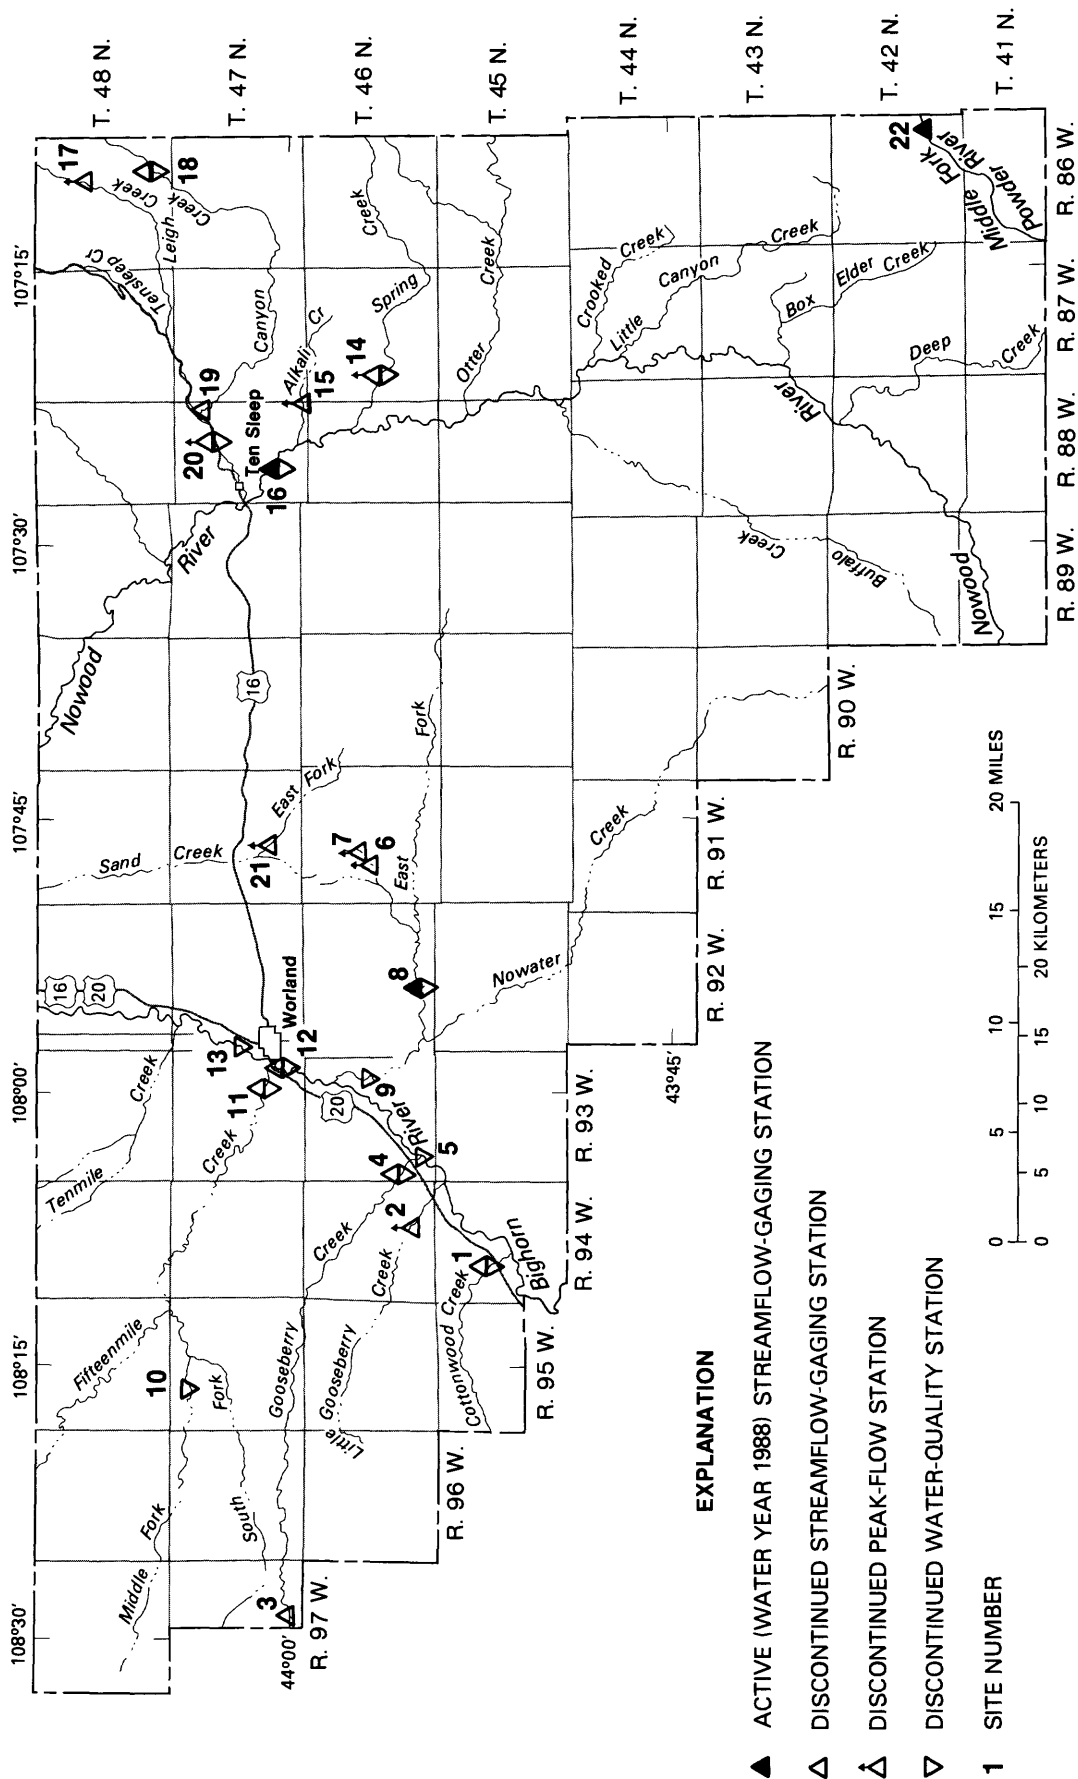 108°30'
108°15'
108°00'
107°45'
107°30'
107°15'
T. 48 N.
T. 47 N.
T. 46 N.
T. 45 N.
T. 44 N.
T. 43 N.
T. 42 N.
T. 41 N.
R. 97 W.
R. 96 W.
R. 95 W.
R. 94 W.
R. 93 W.
R. 92 W.
R. 91 W.
R. 90 W.
R. 89 W.
R. 88 W.
R. 87 W.
R. 86 W.
44°00'
43°45'
Middle Fork
South Fork
Fifteenmile Creek
Tenmile Creek
Gooseberry Creek
Little Gooseberry Creek
Cottonwood Creek
Bighorn River
Worland
16
20
20
16
Sand Creek
East Fork
East Fork
Nowater Creek
Nowood River
Ten Sleep
Tensleep Cr
Leigh Creek
Canyon Creek
Alkali Cr
Spring Creek
Otter Creek
Crooked Creek
Little Canyon Creek
Box Elder Creek
Deep Creek
Buffalo Creek
Nowood River
Middle Fork
Powder River
1
2
3
4
5
6
7
8
9
10
11
12
13
14
15
16
17
18
19
20
21
22
EXPLANATION
ACTIVE (WATER YEAR 1988) STREAMFLOW-GAGING STATION
DISCONTINUED STREAMFLOW-GAGING STATION
DISCONTINUED PEAK-FLOW STATION
DISCONTINUED WATER-QUALITY STATION
1 SITE NUMBER
0 5 10 15 20 MILES
0 5 10 15 20 KILOMETERS